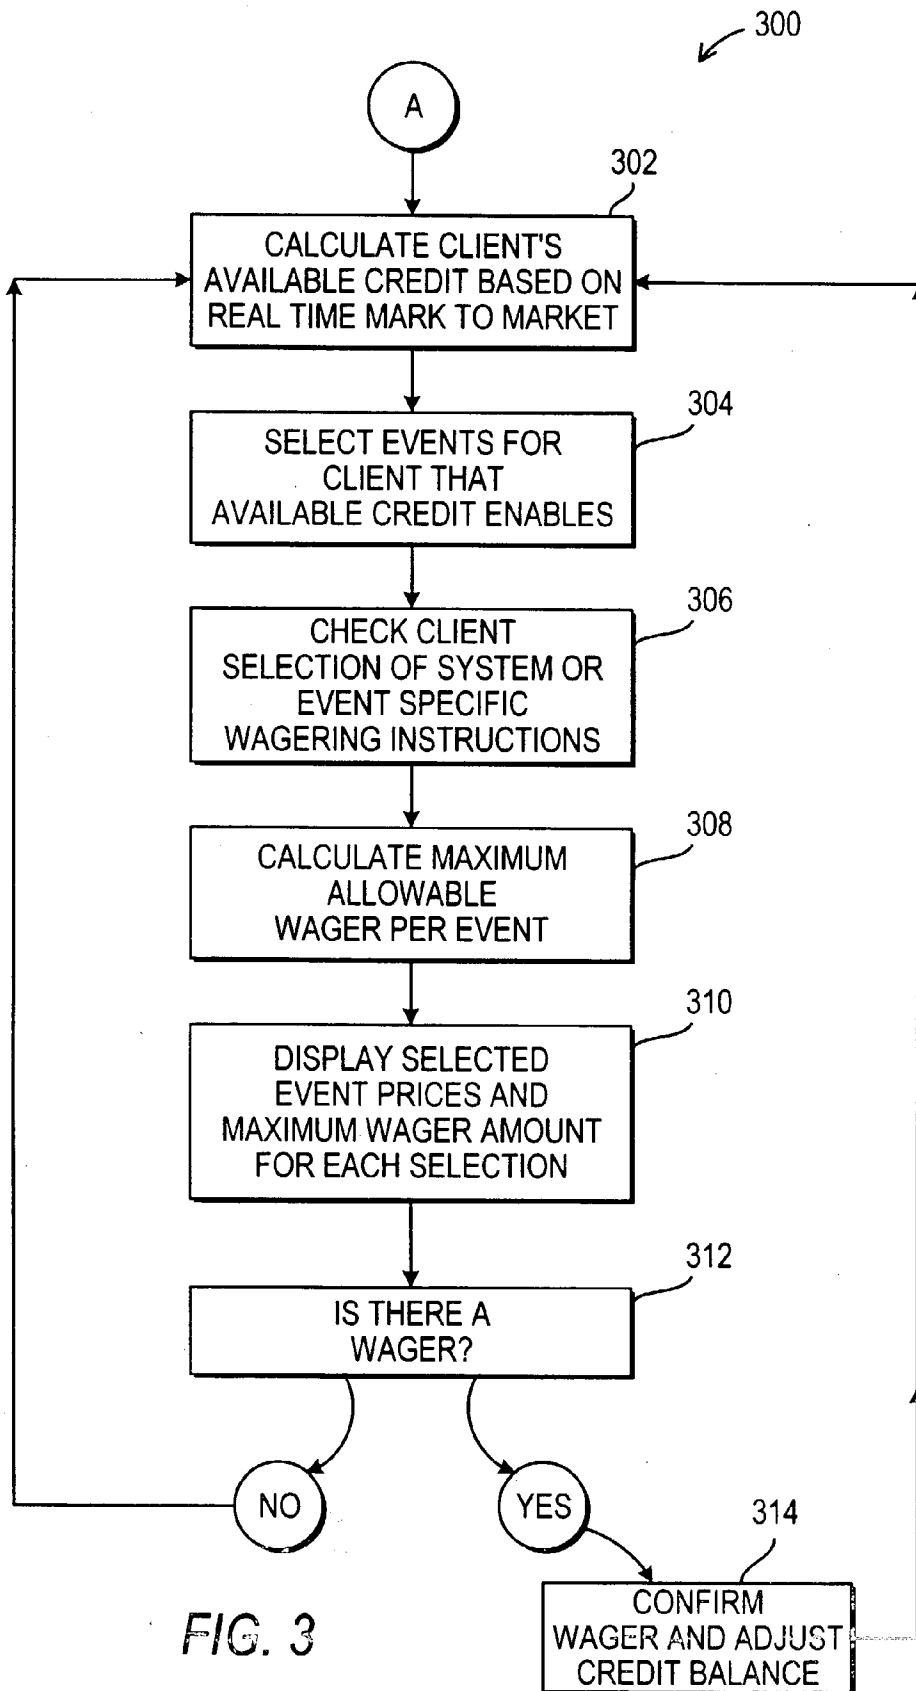 300
A
302
CALCULATE CLIENT'S
AVAILABLE CREDIT BASED ON
REAL TIME MARK TO MARKET
304
SELECT EVENTS FOR
CLIENT THAT
AVAILABLE CREDIT ENABLES
306
CHECK CLIENT
SELECTION OF SYSTEM OR
EVENT SPECIFIC
WAGERING INSTRUCTIONS
308
CALCULATE MAXIMUM
ALLOWABLE
WAGER PER EVENT
310
DISPLAY SELECTED
EVENT PRICES AND
MAXIMUM WAGER AMOUNT
FOR EACH SELECTION
312
IS THERE A
WAGER?
NO
YES
314
CONFIRM
WAGER AND ADJUST
CREDIT BALANCE
FIG. 3